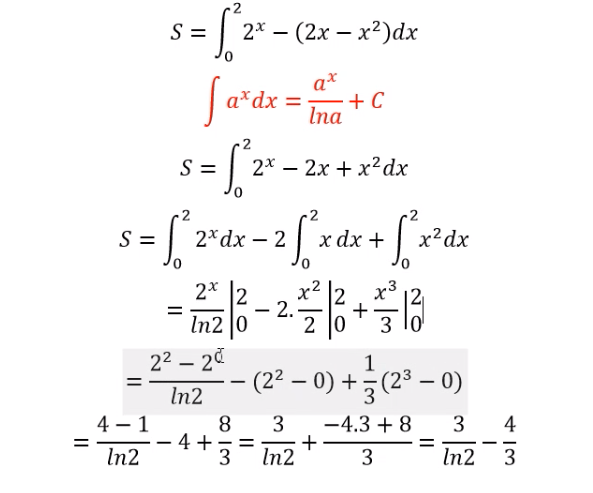 S = ∫₀² 2ˣ − (2x − x²)dx
∫ aˣdx = aˣ/lna + C
S = ∫₀² 2ˣ − 2x + x²dx
S = ∫₀² 2ˣdx − 2 ∫₀² x dx + ∫₀² x²dx
= 2ˣ/ln2 |₀² − 2. x²/2 |₀² + x³/3 |₀²
= (2² − 2⁰)/ln2 − (2² − 0) + 1/3 (2³ − 0)
= (4 − 1)/ln2 − 4 + 8/3 = 3/ln2 + (−4.3 + 8)/3 = 3/ln2 − 4/3